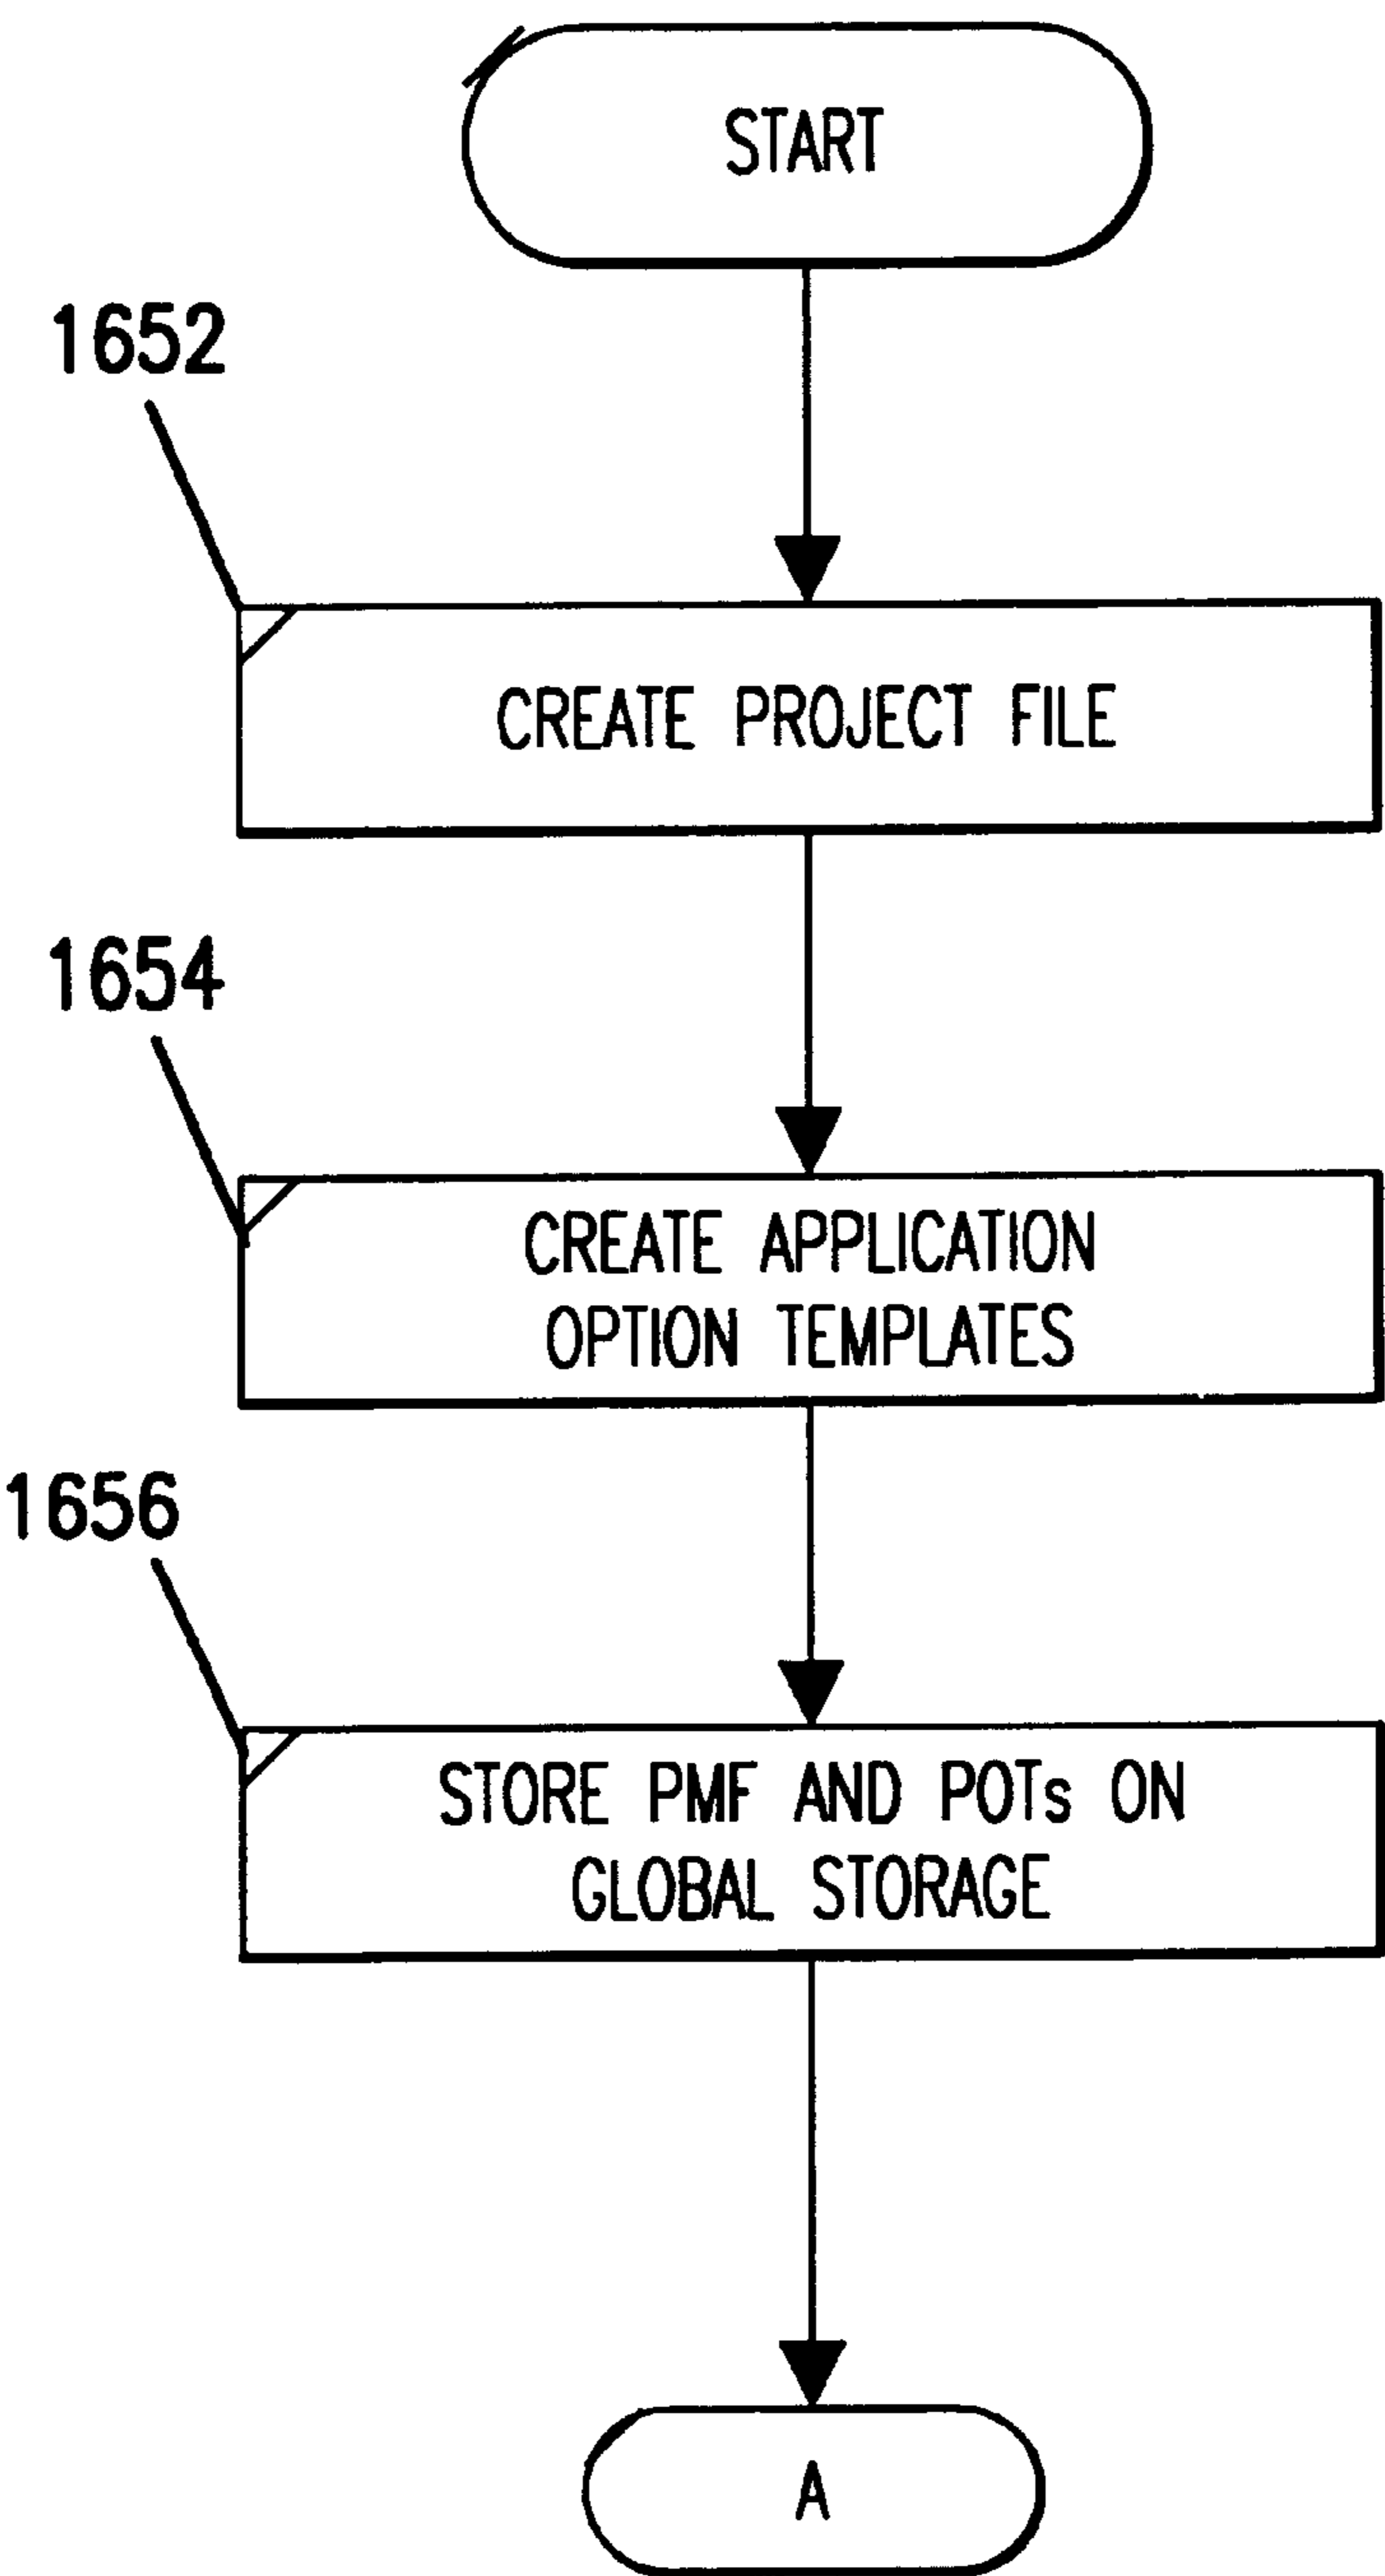 START
1652
CREATE PROJECT FILE
1654
CREATE APPLICATION
OPTION TEMPLATES
1656
STORE PMF AND POTs ON
GLOBAL STORAGE
A